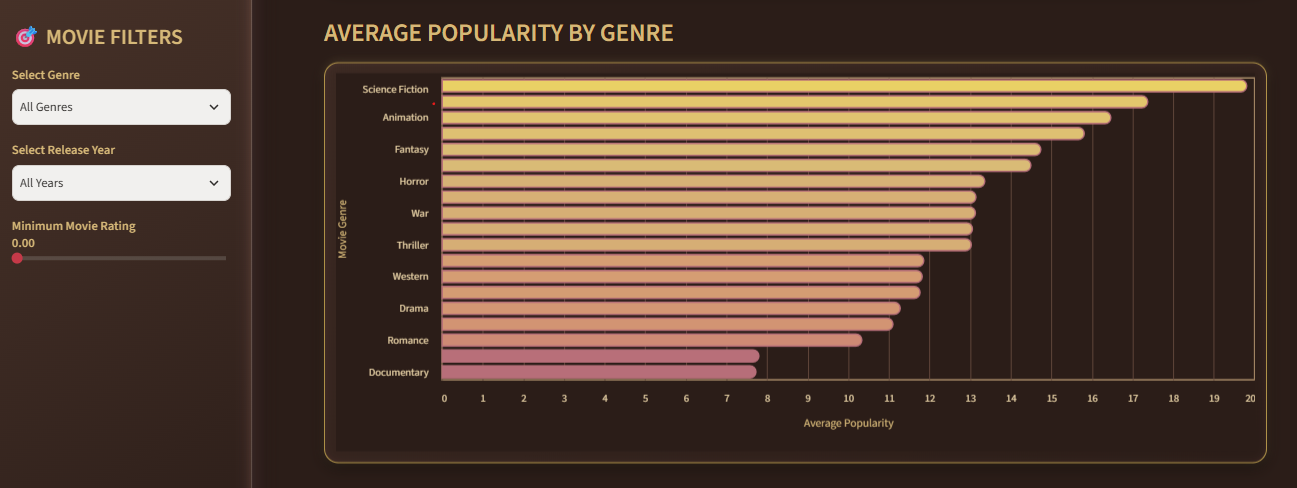 🎯 MOVIE FILTERS
Select Genre
All Genres
Select Release Year
All Years
Minimum Movie Rating
0.00
AVERAGE POPULARITY BY GENRE
Movie Genre
Science Fiction
Animation
Fantasy
Horror
War
Thriller
Western
Drama
Romance
Documentary
0 1 2 3 4 5 6 7 8 9 10 11 12 13 14 15 16 17 18 19 20
Average Popularity